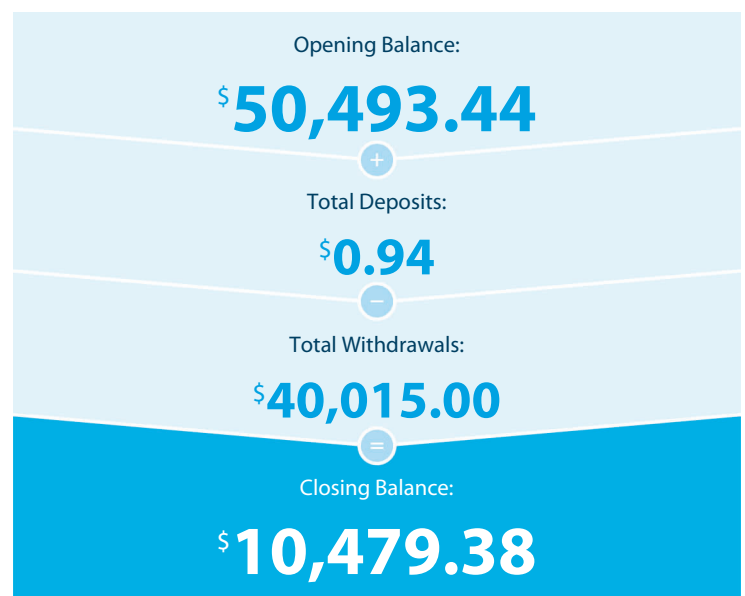 Opening Balance:
$50,493.44
+
Total Deposits:
$0.94
−
Total Withdrawals:
$40,015.00
=
Closing Balance:
$10,479.38